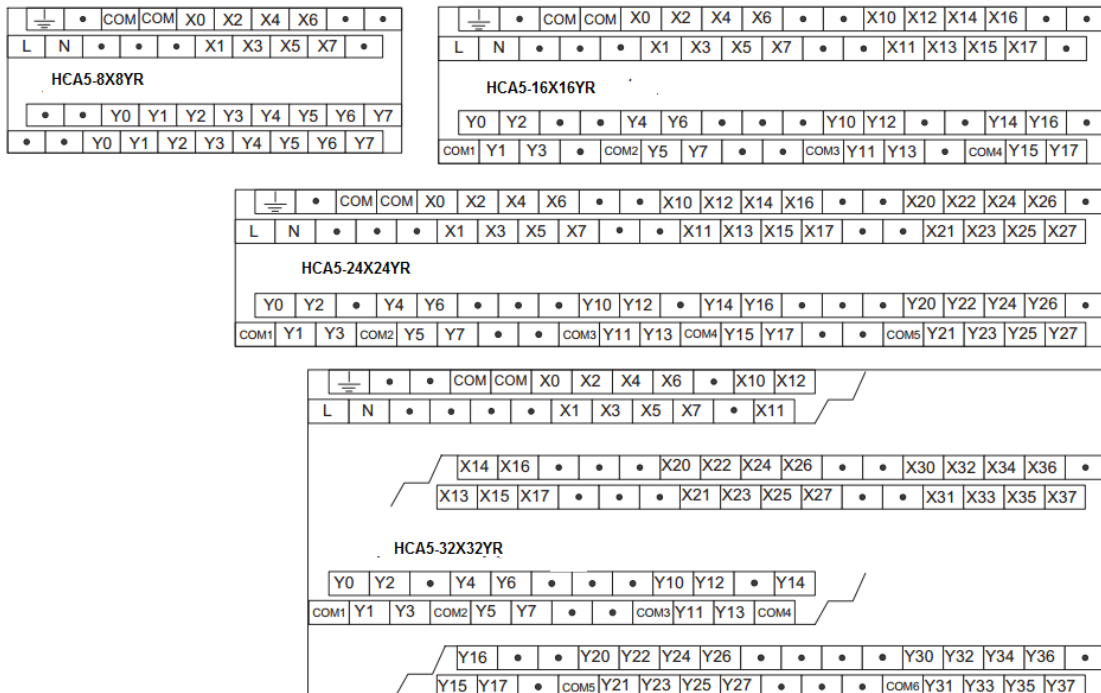 COM COM X0 X2 X4 X6
L N X1 X3 X5 X7
HCA5-8X8YR
Y0 Y1 Y2 Y3 Y4 Y5 Y6 Y7
Y0 Y1 Y2 Y3 Y4 Y5 Y6 Y7
COM COM X0 X2 X4 X6 X10 X12 X14 X16
L N X1 X3 X5 X7 X11 X13 X15 X17
HCA5-16X16YR
Y0 Y2 Y4 Y6 Y10 Y12 Y14 Y16
COM1 Y1 Y3 COM2 Y5 Y7 COM3 Y11 Y13 COM4 Y15 Y17
COM COM X0 X2 X4 X6 X10 X12 X14 X16 X20 X22 X24 X26
L N X1 X3 X5 X7 X11 X13 X15 X17 X21 X23 X25 X27
HCA5-24X24YR
Y0 Y2 Y4 Y6 Y10 Y12 Y14 Y16 Y20 Y22 Y24 Y26
COM1 Y1 Y3 COM2 Y5 Y7 COM3 Y11 Y13 COM4 Y15 Y17 COM5 Y21 Y23 Y25 Y27
COM COM X0 X2 X4 X6 X10 X12
L N X1 X3 X5 X7 X11
X14 X16 X20 X22 X24 X26 X30 X32 X34 X36
X13 X15 X17 X21 X23 X25 X27 X31 X33 X35 X37
HCA5-32X32YR
Y0 Y2 Y4 Y6 Y10 Y12 Y14
COM1 Y1 Y3 COM2 Y5 Y7 COM3 Y11 Y13 COM4
Y16 Y20 Y22 Y24 Y26 Y30 Y32 Y34 Y36
Y15 Y17 COM5 Y21 Y23 Y25 Y27 COM6 Y31 Y33 Y35 Y37